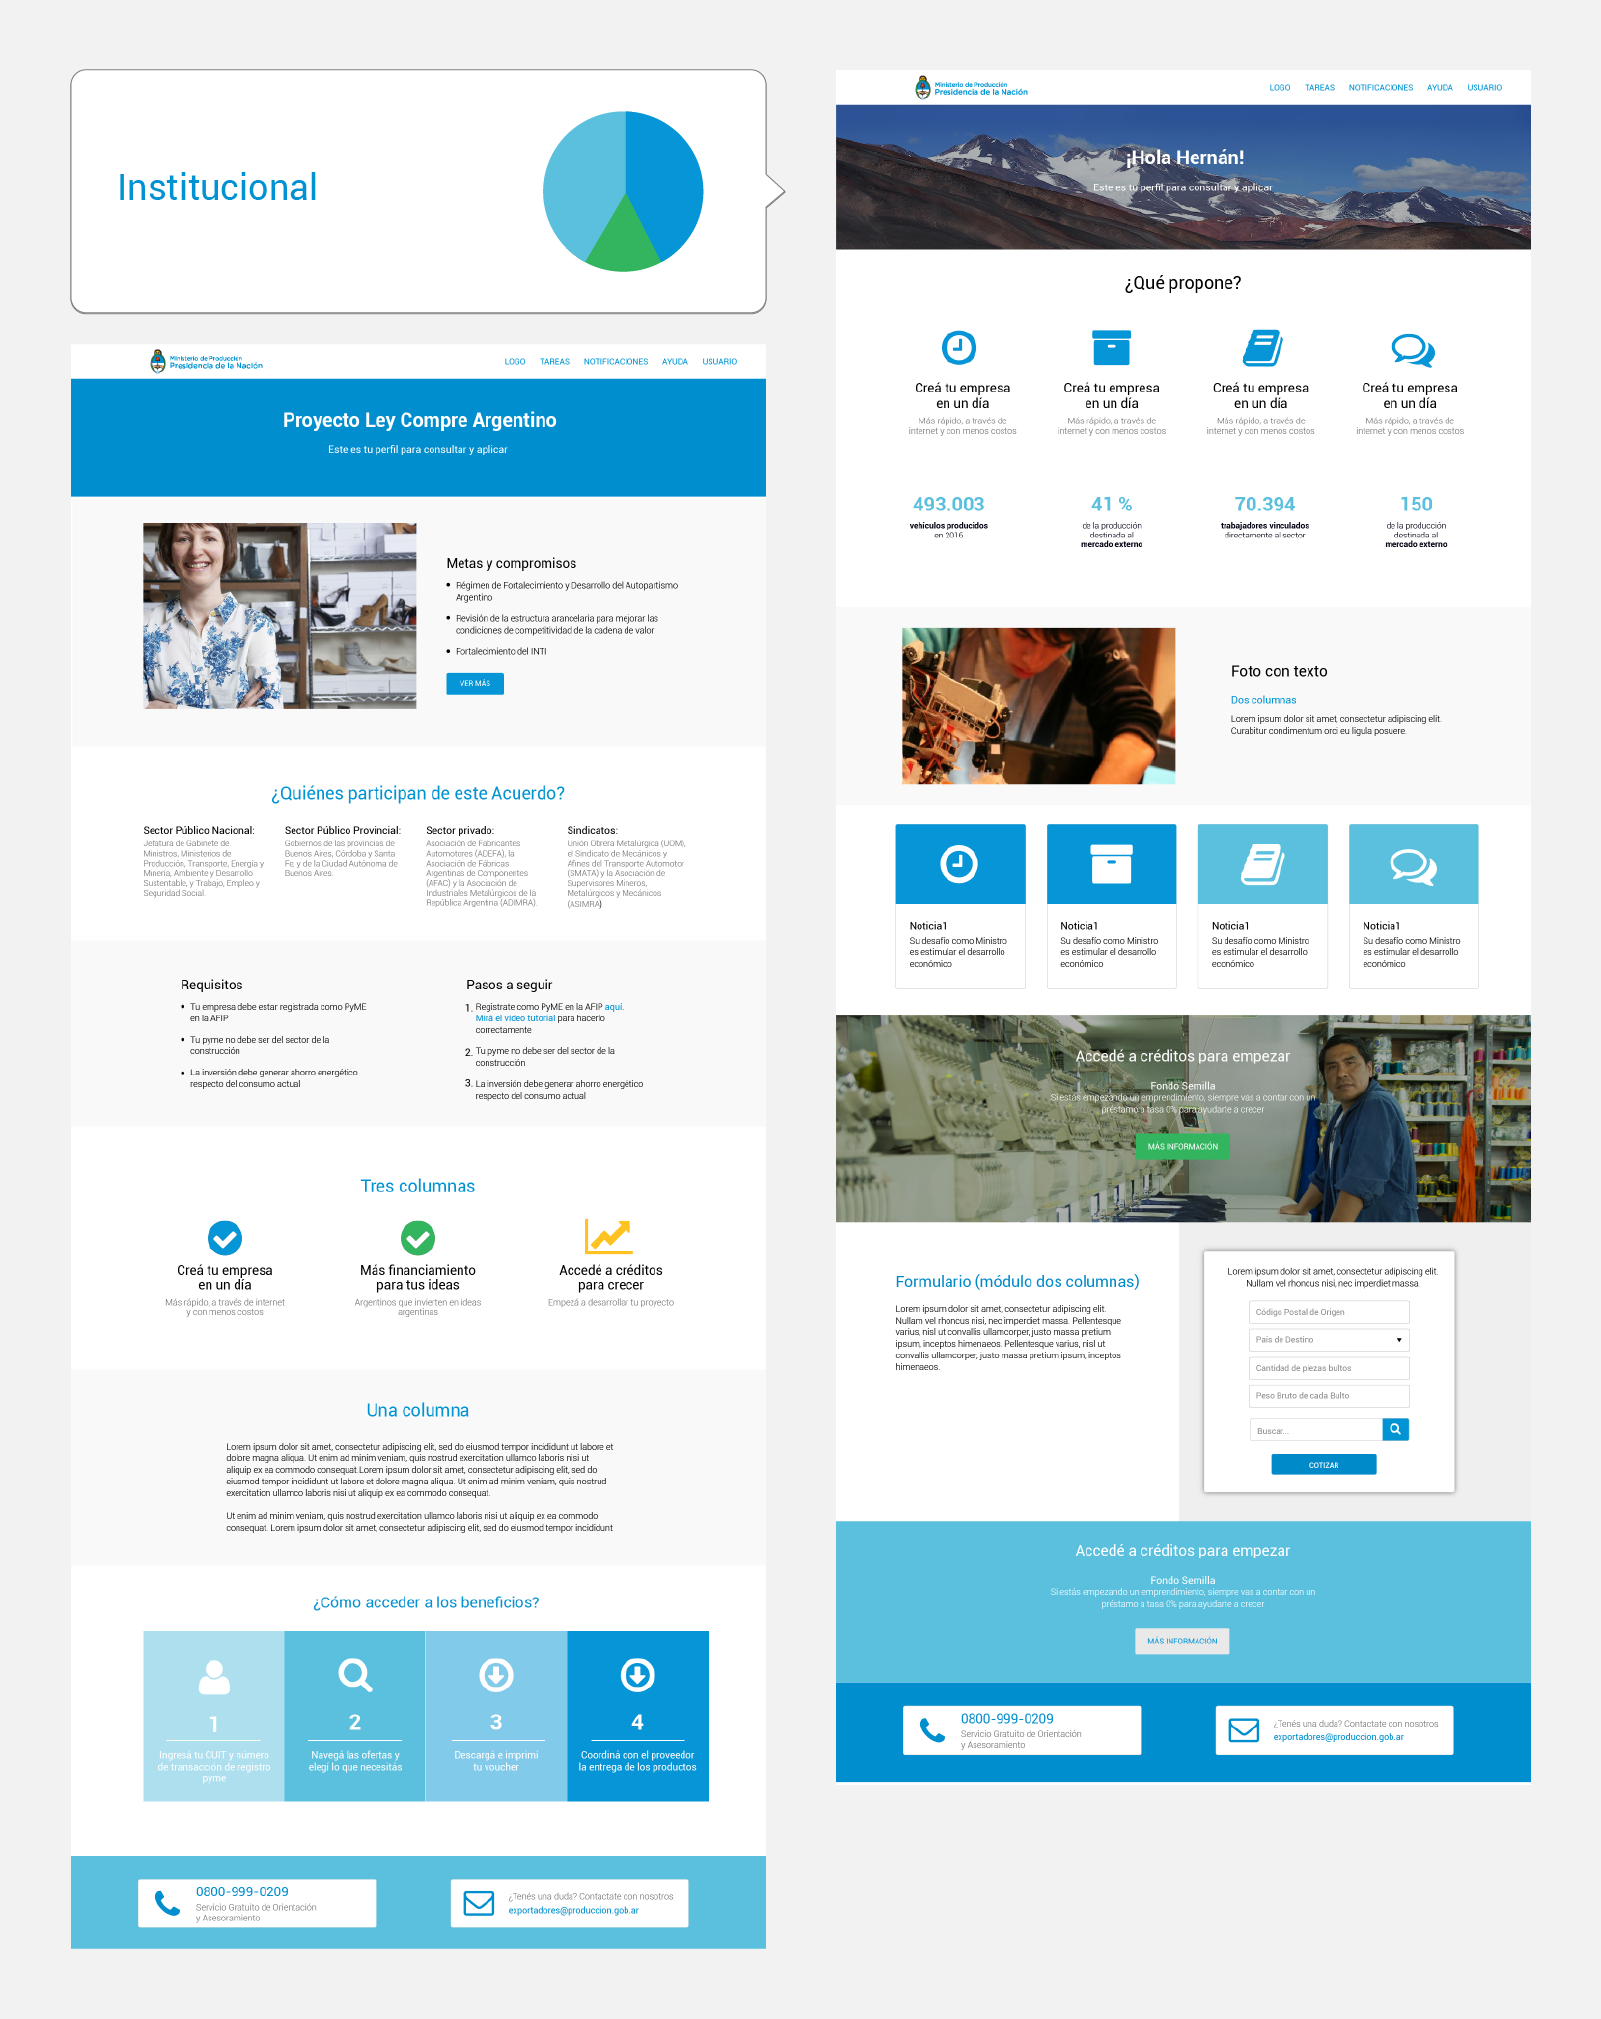 Institucional
Ministerio de Producción
Presidencia de la Nación
LOGO TAREAS NOTIFICACIONES AYUDA USUARIO
Proyecto Ley Compre Argentino
Este es tu perfil para consultar y aplicar
Metas y compromisos
• Régimen de Fortalecimiento y Desarrollo del Autopartismo
Argentino
• Revisión de la estructura arancelaria para mejorar las
condiciones de competitividad de la cadena de valor
• Fortalecimiento del INTI
VER MÁS
¿Quiénes participan de este Acuerdo?
Sector Público Nacional:
Jefatura de Gabinete de
Ministros, Ministerios de
Producción, Transporte, Energía y
Minería, Ambiente y Desarrollo
Sustentable, y Trabajo, Empleo y
Seguridad Social.
Sector Público Provincial:
Gobiernos de las provincias de
Buenos Aires, Córdoba y Santa
Fe, y de la Ciudad Autónoma de
Buenos Aires.
Sector privado:
Asociación de Fabricantes
Automotores (ADEFA), la
Asociación de Fábricas
Argentinas de Componentes
(AFAC) y la Asociación de
Industriales Metalúrgicos de la
República Argentina (ADIMRA).
Sindicatos:
Unión Obrera Metalúrgica (UOM),
el Sindicato de Mecánicos y
Afines del Transporte Automotor
(SMATA) y la Asociación de
Supervisores Mineros,
Metalúrgicos y Mecánicos
(ASIMRA)
Requisitos
• Tu empresa debe estar registrada como PyME
en la AFIP
• Tu pyme no debe ser del sector de la
construcción
• La inversión debe generar ahorro energético
respecto del consumo actual
Pasos a seguir
1. Registrate como PyME en la AFIP aquí.
Mirá el video tutorial para hacerlo
correctamente
2. Tu pyme no debe ser del sector de la
construcción
3. La inversión debe generar ahorro energético
respecto del consumo actual
Tres columnas
Creá tu empresa
en un día
Más rápido, a través de internet
y con menos costos
Más financiamiento
para tus ideas
Argentinos que invierten en ideas
argentinas
Accedé a créditos
para crecer
Empezá a desarrollar tu proyecto
Una columna
Lorem ipsum dolor sit amet, consectetur adipiscing elit, sed do eiusmod tempor incididunt ut labore et
dolore magna aliqua. Ut enim ad minim veniam, quis nostrud exercitation ullamco laboris nisi ut
aliquip ex ea commodo consequat.Lorem ipsum dolor sit amet, consectetur adipiscing elit, sed do
eiusmod tempor incididunt ut labore et dolore magna aliqua. Ut enim ad minim veniam, quis nostrud
exercitation ullamco laboris nisi ut aliquip ex ea commodo consequat.
Ut enim ad minim veniam, quis nostrud exercitation ullamco laboris nisi ut aliquip ex ea commodo
consequat. Lorem ipsum dolor sit amet, consectetur adipiscing elit, sed do eiusmod tempor incididunt
¿Cómo acceder a los beneficios?
1
Ingresá tu CUIT y número
de transacción de registro
pyme
2
Navegá las ofertas y
elegí lo que necesitás
3
Descargá e imprimí
tu voucher
4
Coordiná con el proveedor
la entrega de los productos
0800-999-0209
Servicio Gratuito de Orientación
y Asesoramiento
¿Tenés una duda? Contactate con nosotros
exportadores@produccion.gob.ar
Ministerio de Producción
Presidencia de la Nación
LOGO TAREAS NOTIFICACIONES AYUDA USUARIO
¡Hola Hernán!
Este es tú perfil para consultar y aplicar
¿Qué propone?
Creá tu empresa
en un día
Más rápido, a través de
internet y con menos costos
Creá tu empresa
en un día
Más rápido, a través de
internet y con menos costos
Creá tu empresa
en un día
Más rápido, a través de
internet y con menos costos
Creá tu empresa
en un día
Más rápido, a través de
internet y con menos costos
493.003
vehículos producidos
en 2016
41 %
de la producción
destinada al
mercado externo
70.394
trabajadores vinculados
directamente al sector
150
de la producción
destinada al
mercado externo
Foto con texto
Dos columnas
Lorem ipsum dolor sit amet, consectetur adipiscing elit.
Curabitur condimentum orci eu ligula posuere.
Noticia1
Su desafío como Ministro
es estimular el desarrollo
económico
Noticia1
Su desafío como Ministro
es estimular el desarrollo
económico
Noticia1
Su desafío como Ministro
es estimular el desarrollo
económico
Noticia1
Su desafío como Ministro
es estimular el desarrollo
económico
Accedé a créditos para empezar
Fondo Semilla
Si estás empezando un emprendimiento, siempre vas a contar con un
préstamo a tasa 0% para ayudarte a crecer
MÁS INFORMACIÓN
Formulario (módulo dos columnas)
Lorem ipsum dolor sit amet, consectetur adipiscing elit.
Nullam vel rhoncus nisi, nec imperdiet massa. Pellentesque
varius, nisl ut convallis ullamcorper, justo massa pretium
ipsum, inceptos himenaeos. Pellentesque varius, nisl ut
convallis ullamcorper, justo massa pretium ipsum, inceptos
himenaeos.
Lorem ipsum dolor sit amet, consectetur adipiscing elit.
Nullam vel rhoncus nisi, nec imperdiet massa.
Código Postal de Origen
País de Destino
Cantidad de piezas bultos
Peso Bruto de cada Bulto
Buscar...
COTIZAR
Accedé a créditos para empezar
Fondo Semilla
Si estás empezando un emprendimiento, siempre vas a contar con un
préstamo a tasa 0% para ayudarte a crecer
MÁS INFORMACIÓN
0800-999-0209
Servicio Gratuito de Orientación
y Asesoramiento
¿Tenés una duda? Contactate con nosotros
exportadores@produccion.gob.ar